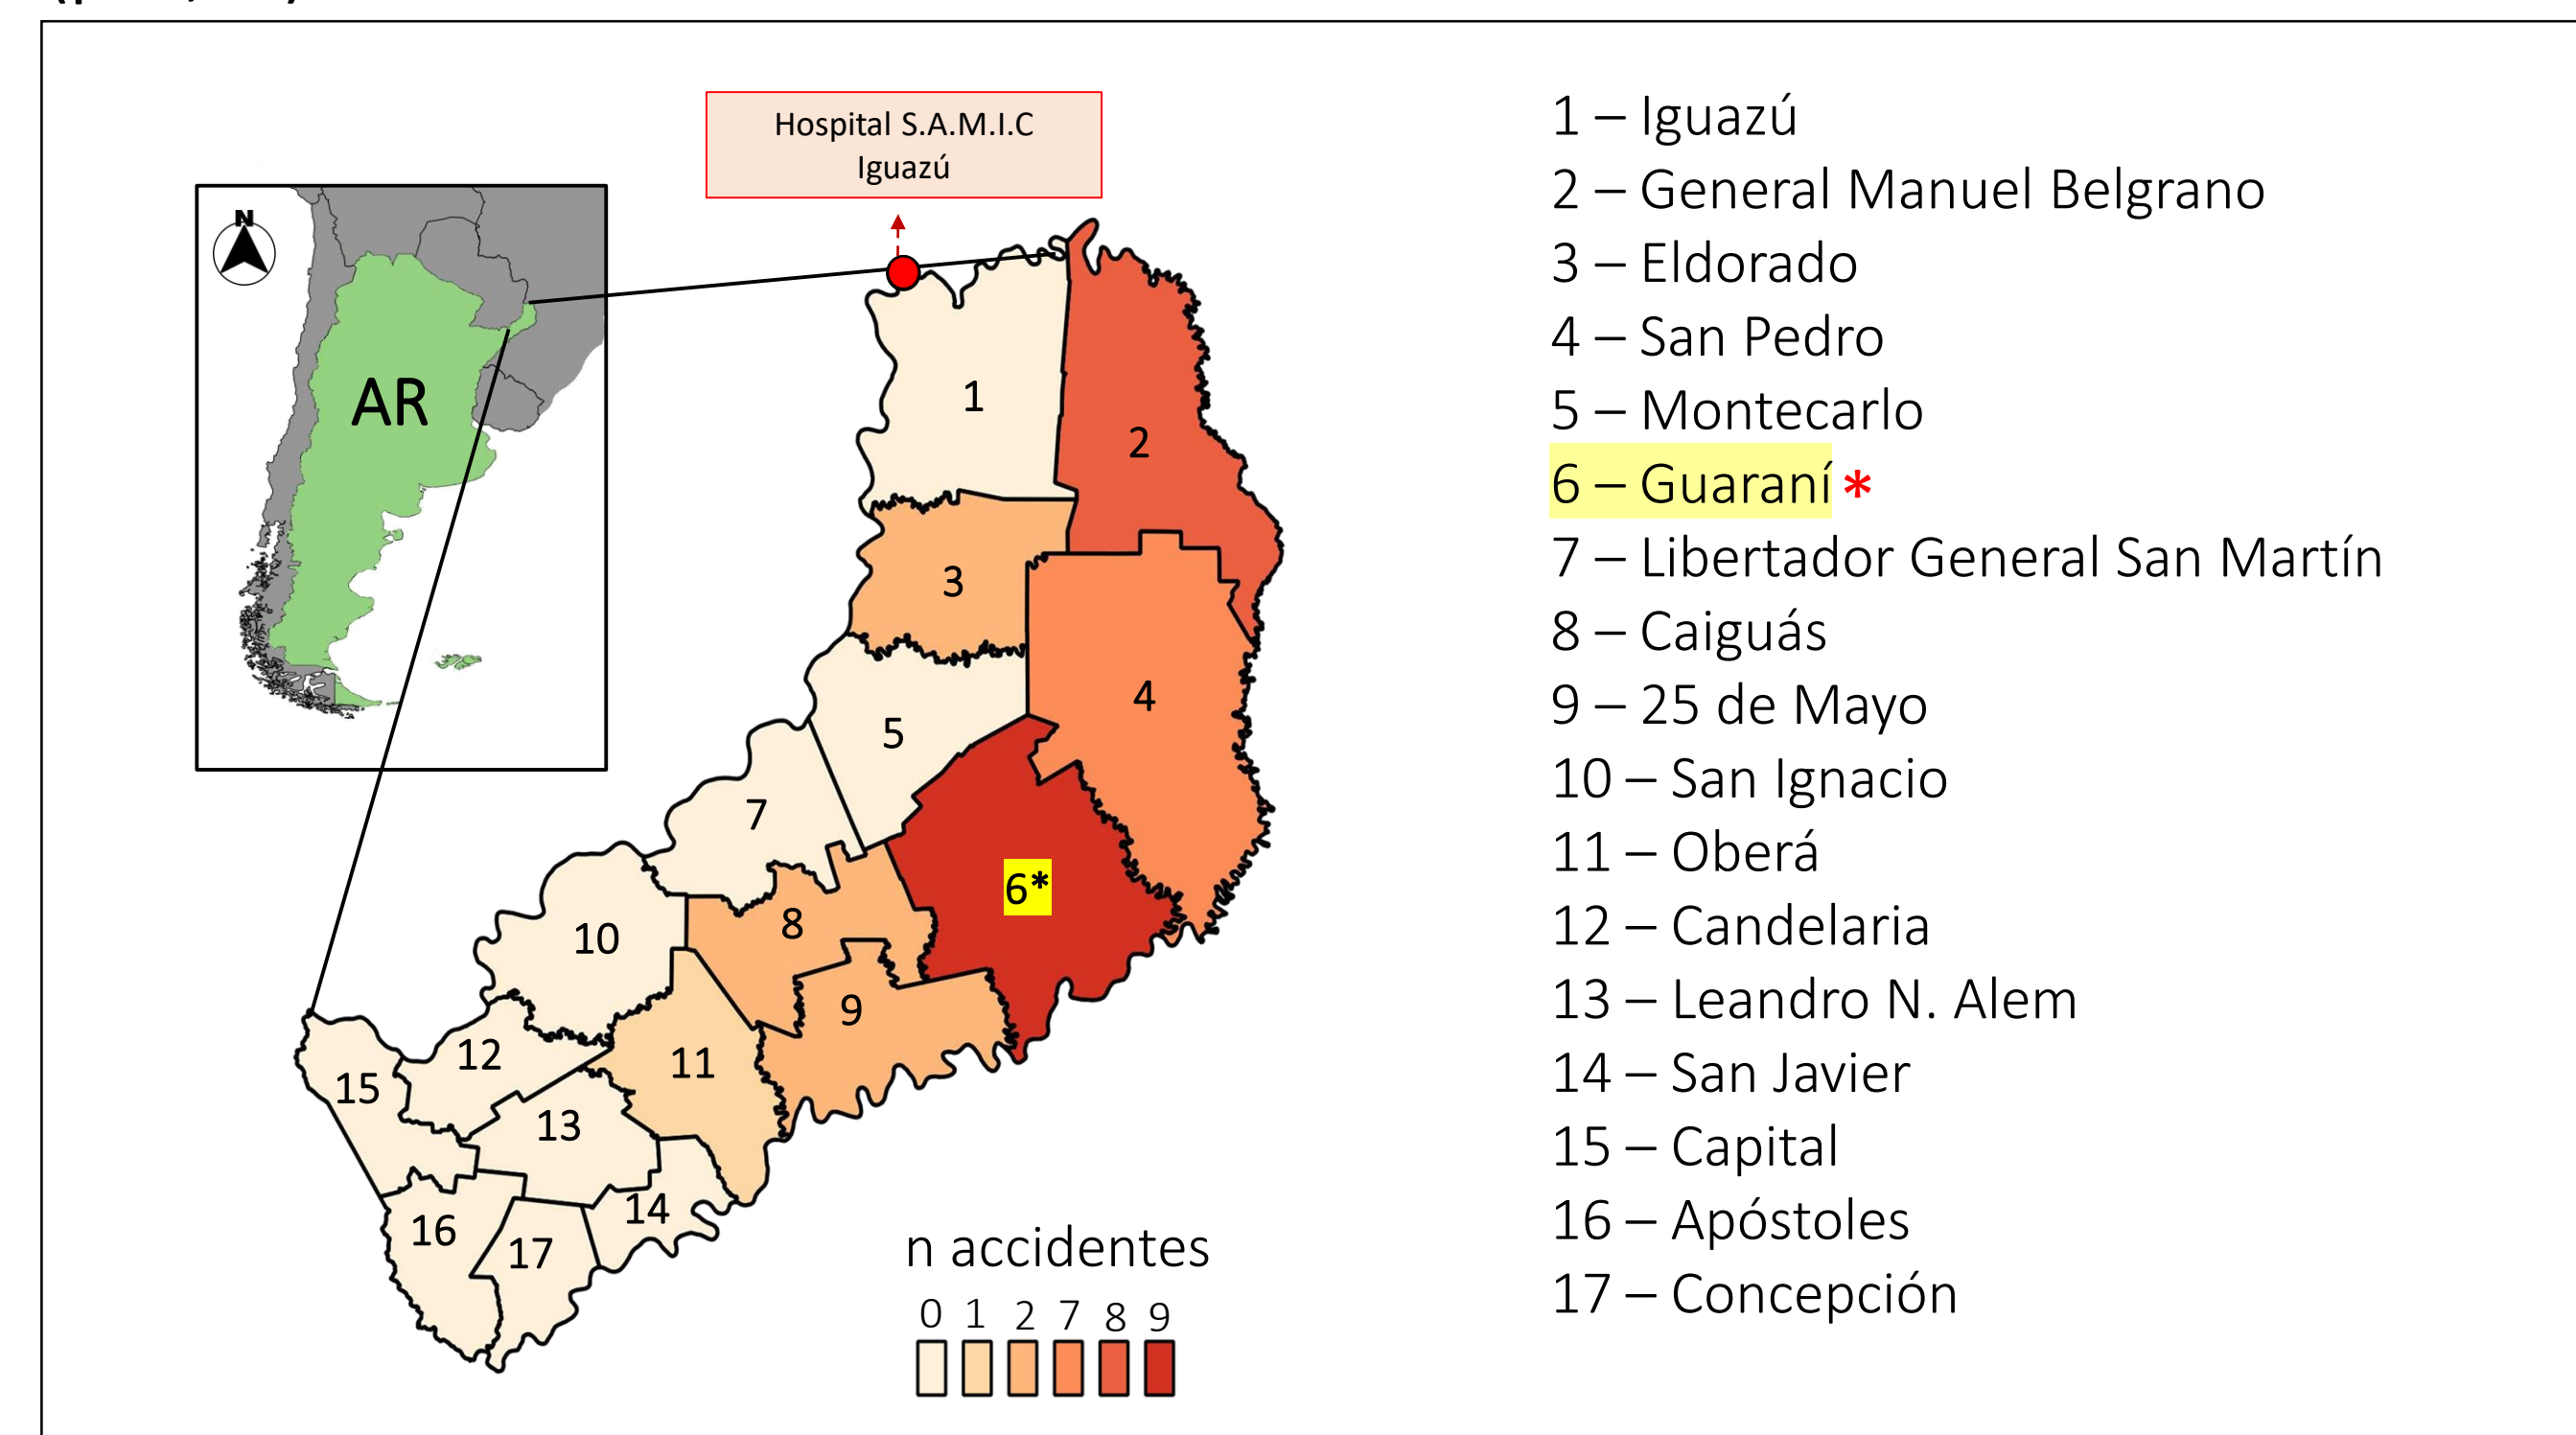 Hospital S.A.M.I.C
Iguazú
N
AR
1
2
3
4
5
6*
7
8
9
10
11
12
13
14
15
16
17
n accidentes
0 1 2 7 8 9
1 – Iguazú
2 – General Manuel Belgrano
3 – Eldorado
4 – San Pedro
5 – Montecarlo
6 – Guaraní *
7 – Libertador General San Martín
8 – Caiguás
9 – 25 de Mayo
10 – San Ignacio
11 – Oberá
12 – Candelaria
13 – Leandro N. Alem
14 – San Javier
15 – Capital
16 – Apóstoles
17 – Concepción